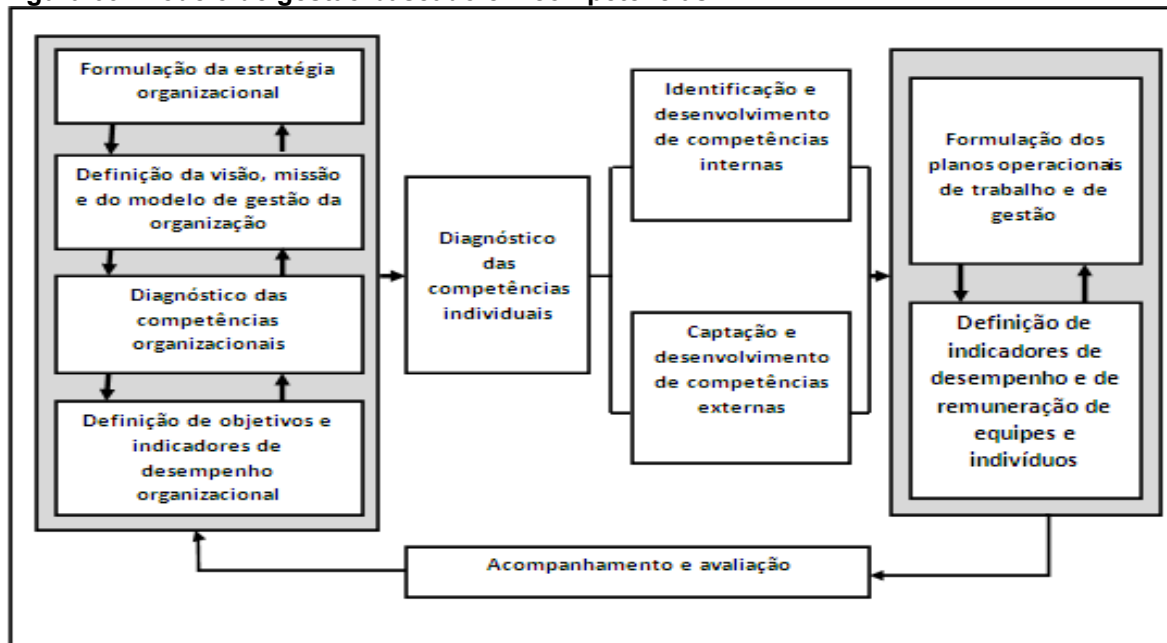 Formulação da estratégia
organizacional
Definição da visão, missão
e do modelo de gestão da
organização
Diagnóstico das
competências
organizacionais
Definição de objetivos e
indicadores de
desempenho
organizacional
Diagnóstico
das
competências
individuais
Identificação e
desenvolvimento
de competências
internas
Captação e
desenvolvimento
de competências
externas
Formulação dos
planos operacionais
de trabalho e de
gestão
Definição de
indicadores de
desempenho e de
remuneração de
equipes e
indivíduos
Acompanhamento e avaliação